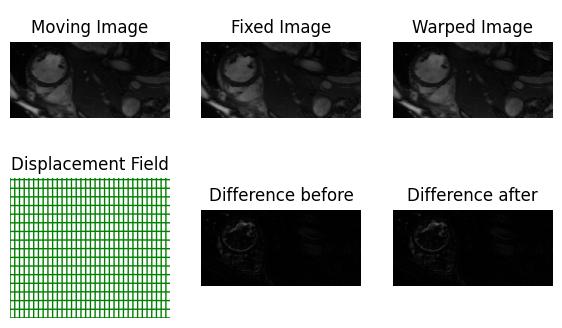 Moving Image
Fixed Image
Warped Image
Displacement Field
Difference before
Difference after